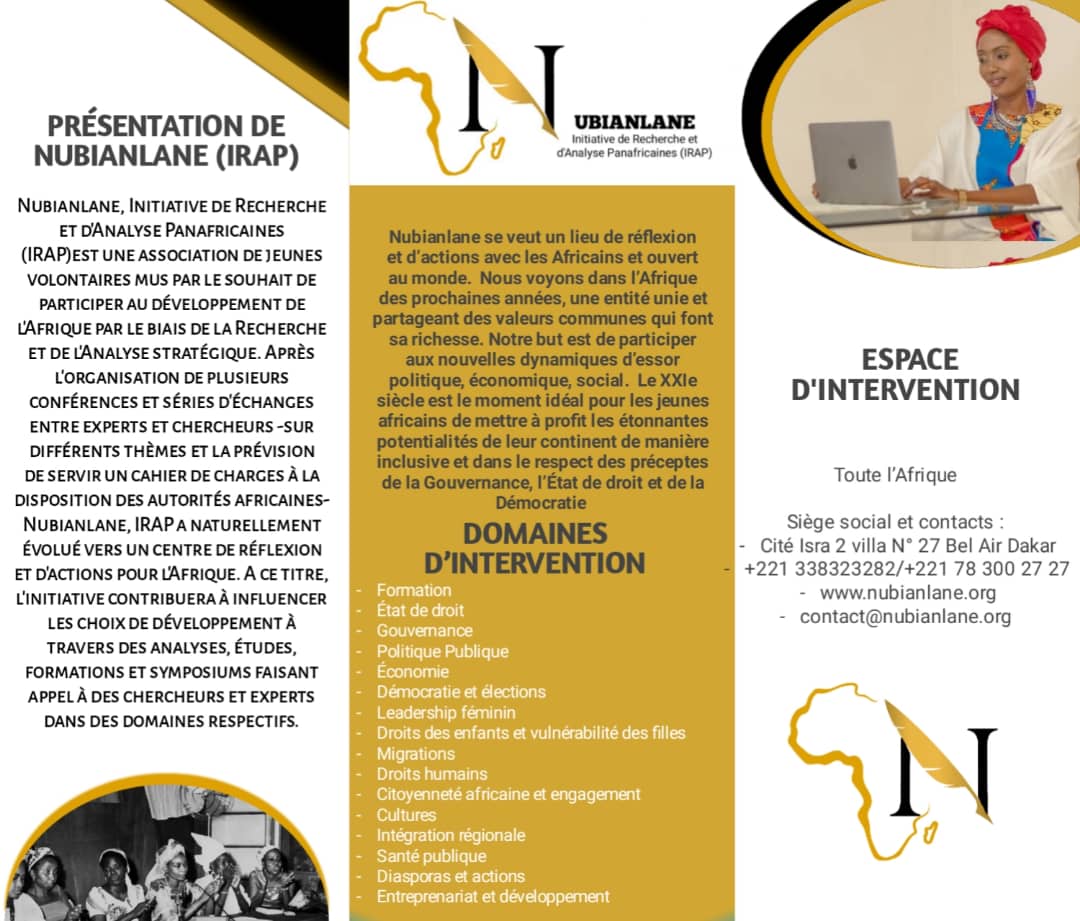 PRÉSENTATION DE
NUBIANLANE (IRAP)
NUBIANLANE, INITIATIVE DE RECHERCHE
ET D'ANALYSE PANAFRICAINES
(IRAP)EST UNE ASSOCIATION DE JEUNES
VOLONTAIRES MUS PAR LE SOUHAIT DE
PARTICIPER AU DÉVELOPPEMENT DE
L'AFRIQUE PAR LE BIAIS DE LA RECHERCHE
ET DE L'ANALYSE STRATÉGIQUE. APRÈS
L'ORGANISATION DE PLUSIEURS
CONFÉRENCES ET SÉRIES D'ÉCHANGES
ENTRE EXPERTS ET CHERCHEURS -SUR
DIFFÉRENTS THÈMES ET LA PRÉVISION
DE SERVIR UN CAHIER DE CHARGES À LA
DISPOSITION DES AUTORITÉS AFRICAINES-
NUBIANLANE, IRAP A NATURELLEMENT
ÉVOLUÉ VERS UN CENTRE DE RÉFLEXION
ET D'ACTIONS POUR L'AFRIQUE. A CE TITRE,
L'INITIATIVE CONTRIBUERA À INFLUENCER
LES CHOIX DE DÉVELOPPEMENT À
TRAVERS DES ANALYSES, ÉTUDES,
FORMATIONS ET SYMPOSIUMS FAISANT
APPEL À DES CHERCHEURS ET EXPERTS
DANS DES DOMAINES RESPECTIFS.
N
UBIANLANE
Initiative de Recherche et
d'Analyse Panafricaines (IRAP)
Nubianlane se veut un lieu de réflexion
et d'actions avec les Africains et ouvert
au monde. Nous voyons dans l'Afrique
des prochaines années, une entité unie et
partageant des valeurs communes qui font
sa richesse. Notre but est de participer
aux nouvelles dynamiques d'essor
politique, économique, social. Le XXIe
siècle est le moment idéal pour les jeunes
africains de mettre à profit les étonnantes
potentialités de leur continent de manière
inclusive et dans le respect des préceptes
de la Gouvernance, l'État de droit et de la
Démocratie
DOMAINES
D'INTERVENTION
- Formation
- État de droit
- Gouvernance
- Politique Publique
- Économie
- Démocratie et élections
- Leadership féminin
- Droits des enfants et vulnérabilité des filles
- Migrations
- Droits humains
- Citoyenneté africaine et engagement
- Cultures
- Intégration régionale
- Santé publique
- Diasporas et actions
- Entreprenariat et développement
ESPACE
D'INTERVENTION
Toute l'Afrique
Siège social et contacts :
- Cité Isra 2 villa N° 27 Bel Air Dakar
- +221 338323282/+221 78 300 27 27
- www.nubianlane.org
- contact@nubianlane.org
N